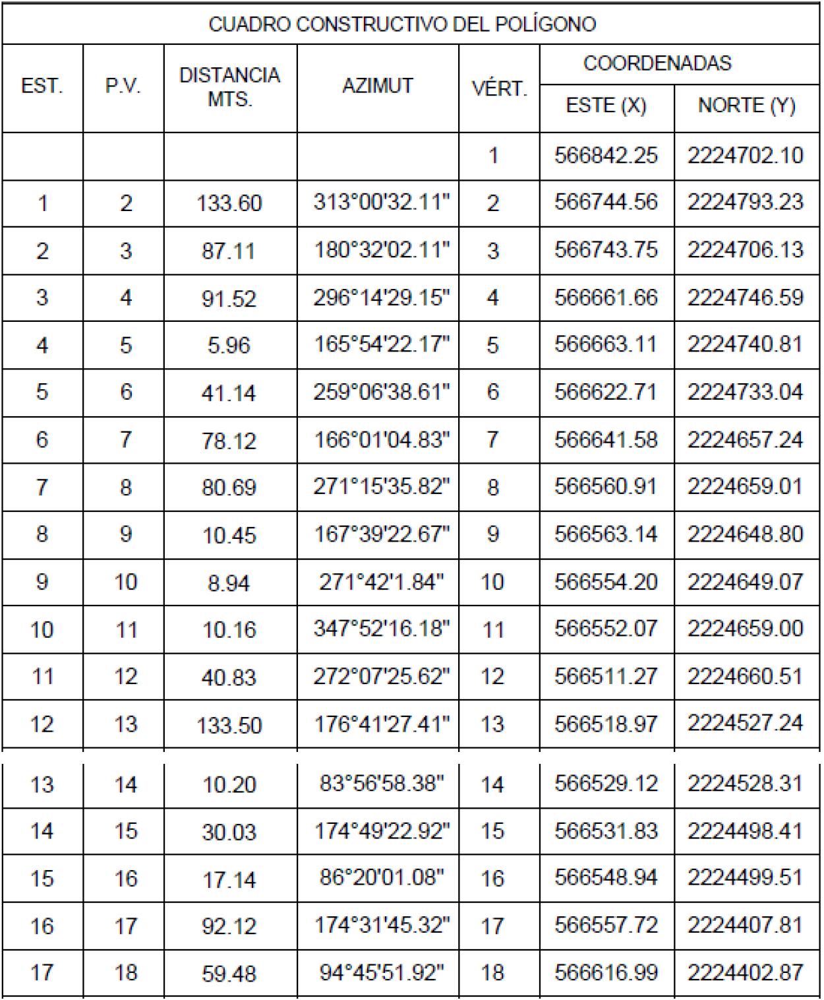 CUADRO CONSTRUCTIVO DEL POLÍGONO
EST. P.V. DISTANCIA MTS. AZIMUT VÉRT. COORDENADAS
ESTE (X) NORTE (Y)
1 566842.25 2224702.10
1 2 133.60 313°00'32.11" 2 566744.56 2224793.23
2 3 87.11 180°32'02.11" 3 566743.75 2224706.13
3 4 91.52 296°14'29.15" 4 566661.66 2224746.59
4 5 5.96 165°54'22.17" 5 566663.11 2224740.81
5 6 41.14 259°06'38.61" 6 566622.71 2224733.04
6 7 78.12 166°01'04.83" 7 566641.58 2224657.24
7 8 80.69 271°15'35.82" 8 566560.91 2224659.01
8 9 10.45 167°39'22.67" 9 566563.14 2224648.80
9 10 8.94 271°42'1.84" 10 566554.20 2224649.07
10 11 10.16 347°52'16.18" 11 566552.07 2224659.00
11 12 40.83 272°07'25.62" 12 566511.27 2224660.51
12 13 133.50 176°41'27.41" 13 566518.97 2224527.24
13 14 10.20 83°56'58.38" 14 566529.12 2224528.31
14 15 30.03 174°49'22.92" 15 566531.83 2224498.41
15 16 17.14 86°20'01.08" 16 566548.94 2224499.51
16 17 92.12 174°31'45.32" 17 566557.72 2224407.81
17 18 59.48 94°45'51.92" 18 566616.99 2224402.87